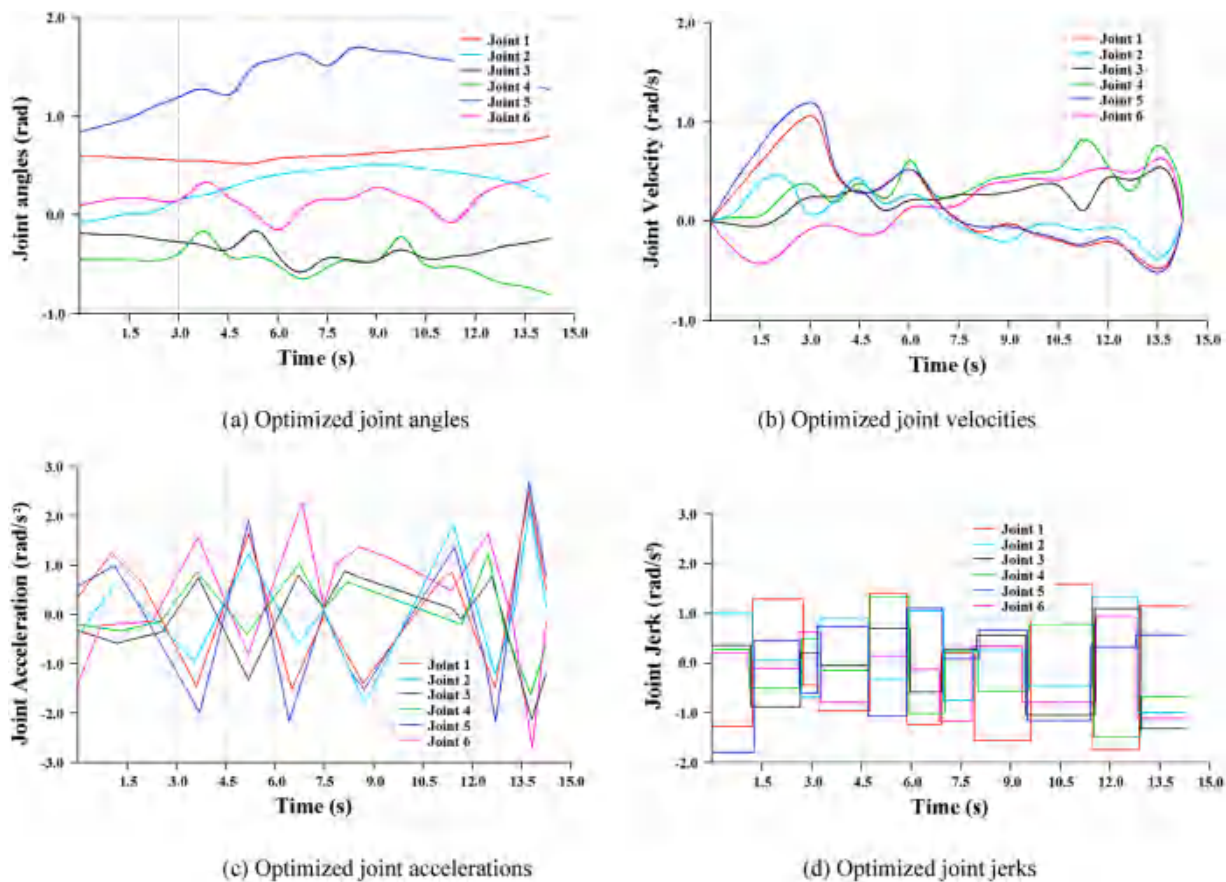 2.0
1.0
0.0
-1.0
Joint angles (rad)
Joint 1
Joint 2
Joint 3
Joint 4
Joint 5
Joint 6
1.5 3.0 4.5 6.0 7.5 9.0 10.5 12.0 13.5 15.0
Time (s)
(a) Optimized joint angles
2.0
1.0
0.0
-1.0
Joint Velocity (rad/s)
Joint 1
Joint 2
Joint 3
Joint 4
Joint 5
Joint 6
1.5 3.0 4.5 6.0 7.5 9.0 10.5 12.0 13.5 15.0
Time (s)
(b) Optimized joint velocities
3.0
2.0
1.0
0.0
-1.0
-2.0
-3.0
Joint Acceleration (rad/s²)
Joint 1
Joint 2
Joint 3
Joint 4
Joint 5
Joint 6
1.5 3.0 4.5 6.0 7.5 9.0 10.5 12.0 13.5 15.0
Time (s)
(c) Optimized joint accelerations
3.0
2.0
1.0
0.0
-1.0
-2.0
Joint Jerk (rad/s³)
Joint 1
Joint 2
Joint 3
Joint 4
Joint 5
Joint 6
1.5 3.0 4.5 6.0 7.5 9.0 10.5 12.0 13.5 15.0
Time (s)
(d) Optimized joint jerks